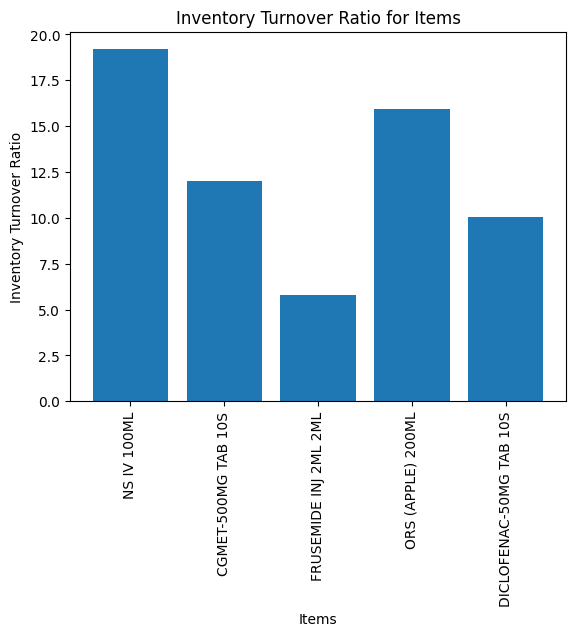 Inventory Turnover Ratio for Items
Inventory Turnover Ratio
20.0
17.5
15.0
12.5
10.0
7.5
5.0
2.5
0.0
NS IV 100ML
CGMET-500MG TAB 10S
FRUSEMIDE INJ 2ML 2ML
ORS (APPLE) 200ML
DICLOFENAC-50MG TAB 10S
Items